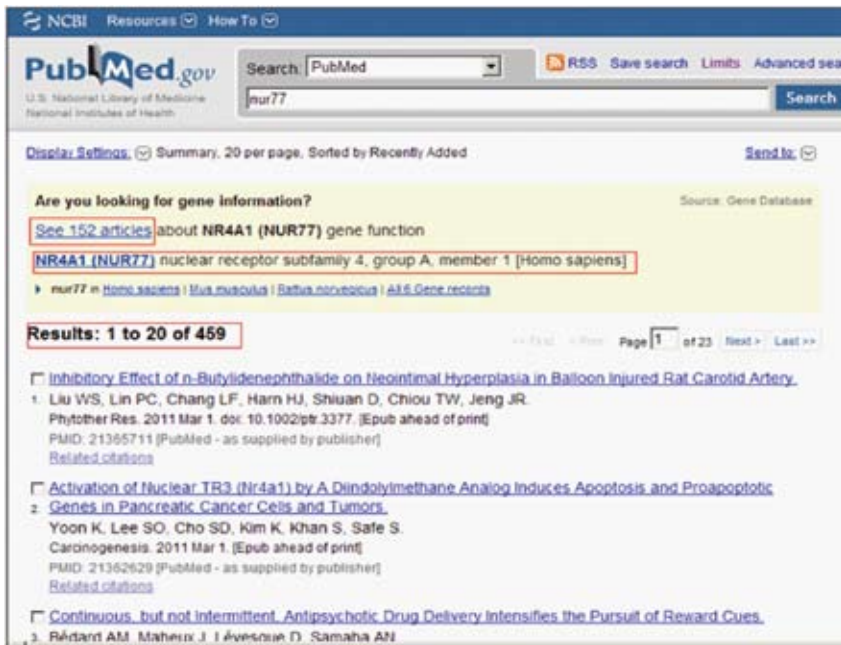 NCBI Resources How To
PubMed.gov
U.S. National Library of Medicine
National Institutes of Health
Search: PubMed
RSS Save search Limits Advanced sea
nur77
Search
Display Settings: Summary, 20 per page, Sorted by Recently Added Send to:
Are you looking for gene information? Source: Gene Database
See 152 articles about NR4A1 (NUR77) gene function
NR4A1 (NUR77) nuclear receptor subfamily 4, group A, member 1 [Homo sapiens]
nur77 in Homo sapiens | Mus musculus | Rattus norvegicus | All 6 Gene records
Results: 1 to 20 of 459
<< First < Prev Page 1 of 23 Next > Last >>
Inhibitory Effect of n-Butylidenephthalide on Neointimal Hyperplasia in Balloon Injured Rat Carotid Artery.
1. Liu WS, Lin PC, Chang LF, Harn HJ, Shiuan D, Chiou TW, Jeng JR.
Phytother Res. 2011 Mar 1. doi: 10.1002/ptr.3377. [Epub ahead of print]
PMID: 21365711 [PubMed - as supplied by publisher]
Related citations
Activation of Nuclear TR3 (Nr4a1) by A Diindolylmethane Analog Induces Apoptosis and Proapoptotic
2. Genes in Pancreatic Cancer Cells and Tumors.
Yoon K, Lee SO, Cho SD, Kim K, Khan S, Safe S.
Carcinogenesis. 2011 Mar 1. [Epub ahead of print]
PMID: 21362629 [PubMed - as supplied by publisher]
Related citations
Continuous, but not Intermittent, Antipsychotic Drug Delivery Intensifies the Pursuit of Reward Cues.
3. Bédard AM, Maheux J, Lévesque D, Samaha AN